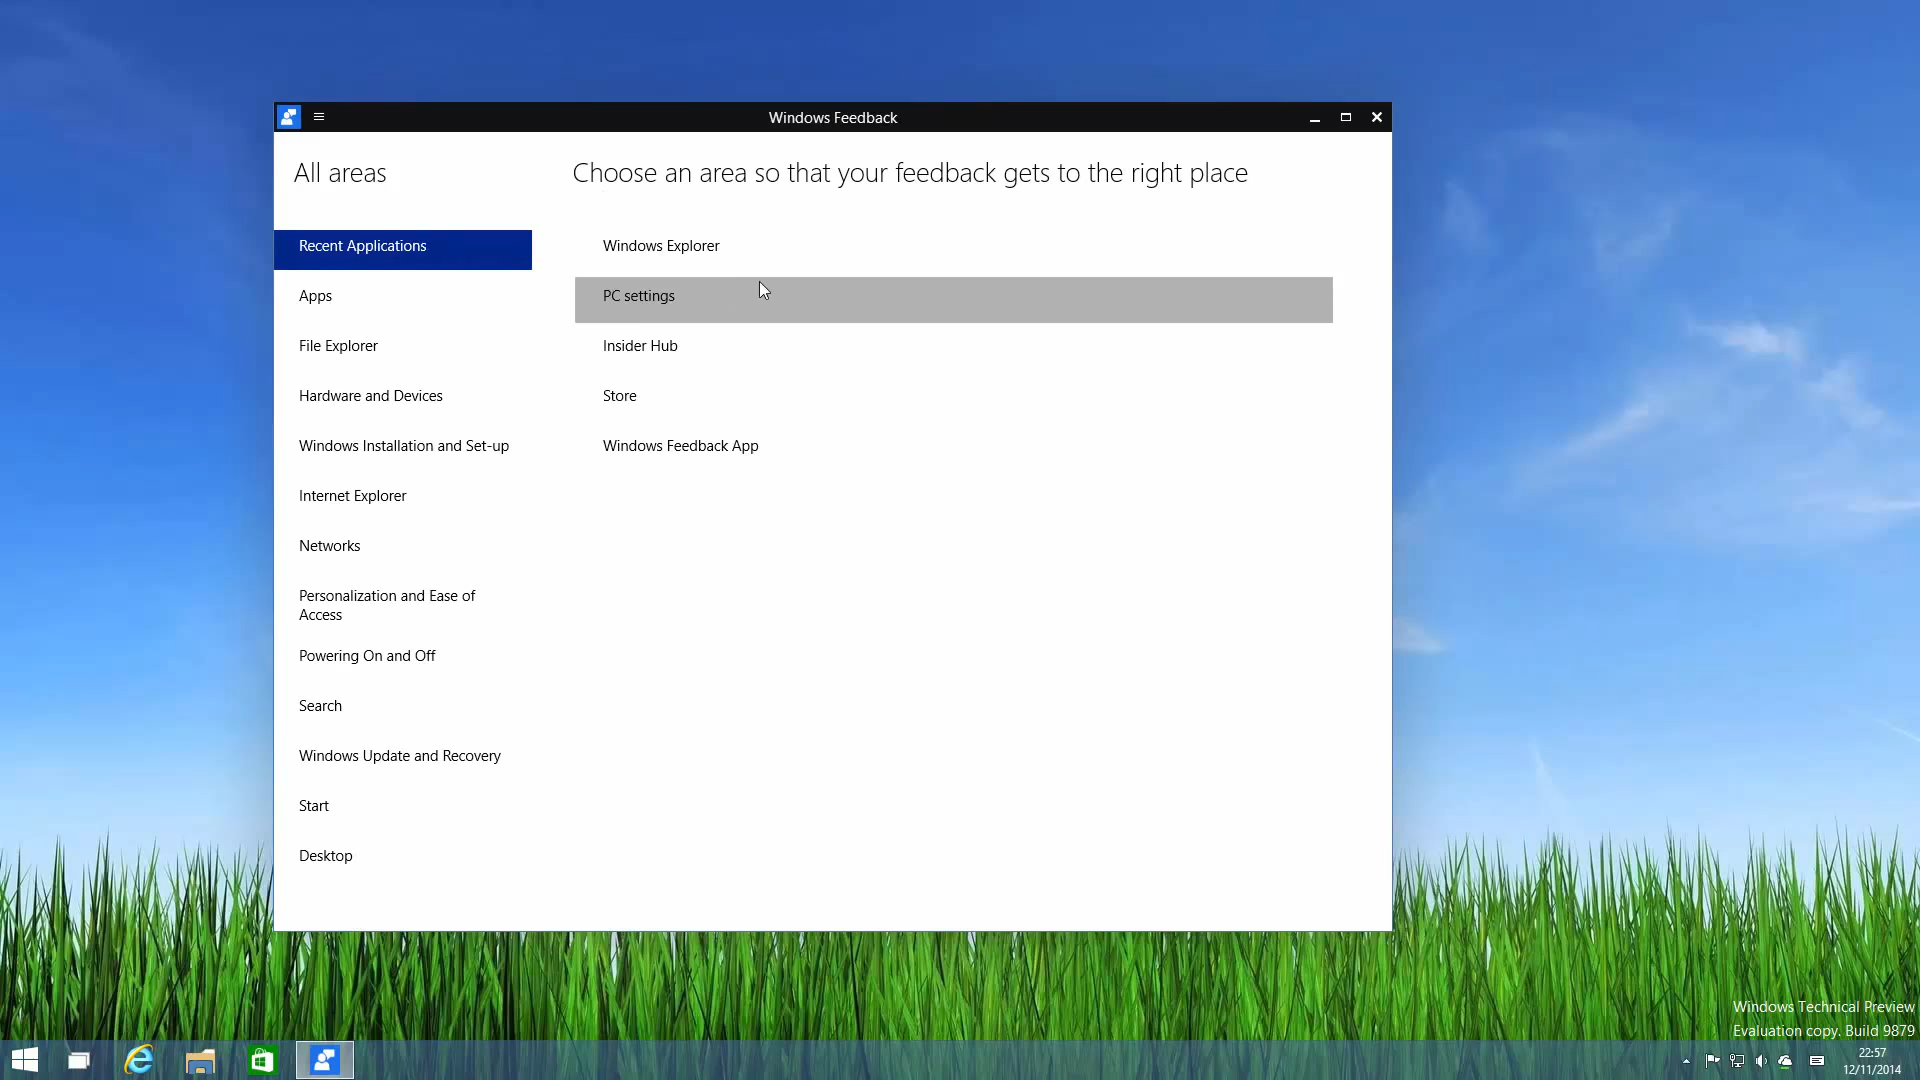 Windows Feedback
All areas
Choose an area so that your feedback gets to the right place
Recent Applications
Apps
File Explorer
Hardware and Devices
Windows Installation and Set-up
Internet Explorer
Networks
Personalization and Ease of
Access
Powering On and Off
Search
Windows Update and Recovery
Start
Desktop
Windows Explorer
PC settings
Insider Hub
Store
Windows Feedback App
Windows Technical Preview
Evaluation copy. Build 9879
22:57
12/11/2014